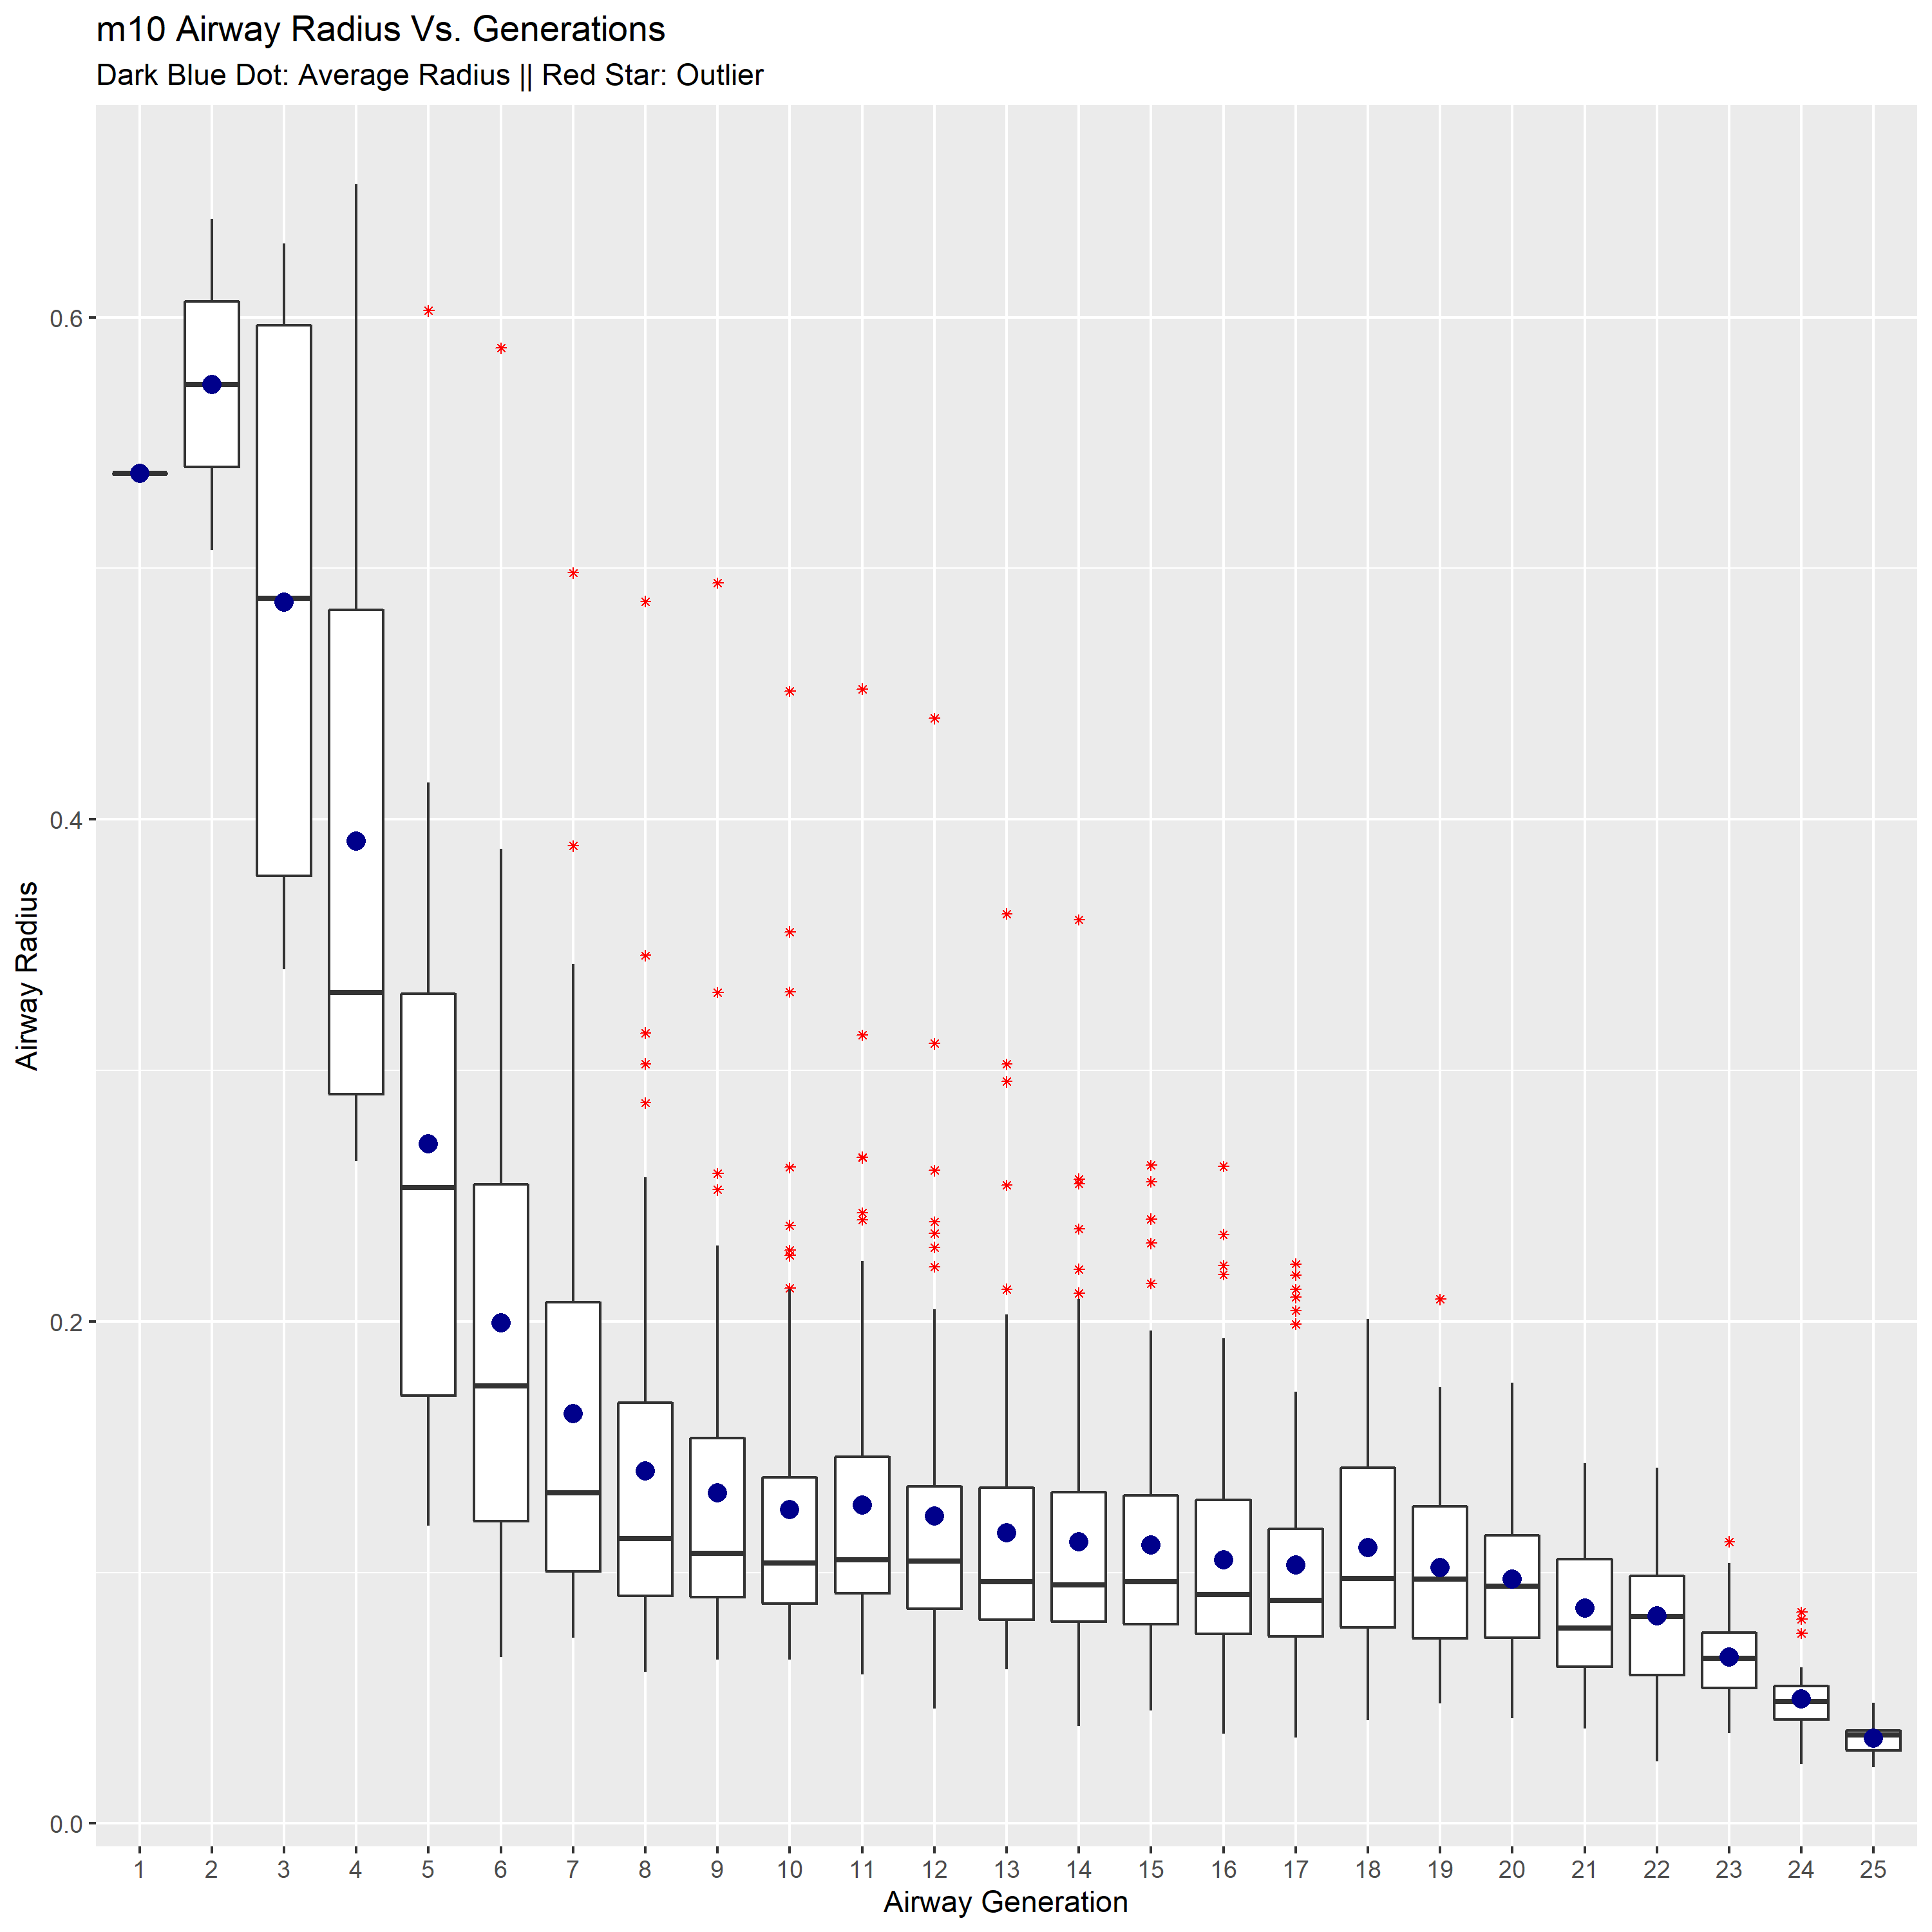 m10 Airway Radius Vs. Generations
Dark Blue Dot: Average Radius || Red Star: Outlier
Airway Radius
0.6
0.4
0.2
0.0
1 2 3 4 5 6 7 8 9 10 11 12 13 14 15 16 17 18 19 20 21 22 23 24 25
Airway Generation